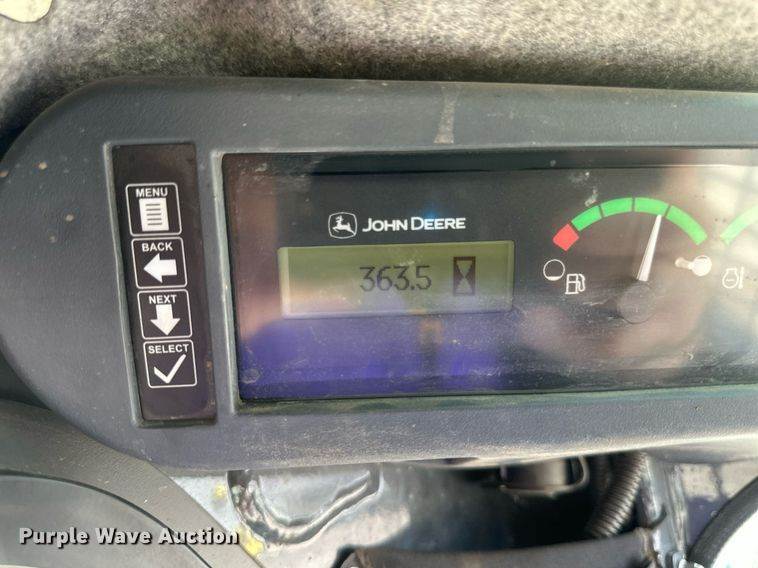 MENU
BACK
NEXT
SELECT
JOHN DEERE
363.5
Purple Wave Auction®